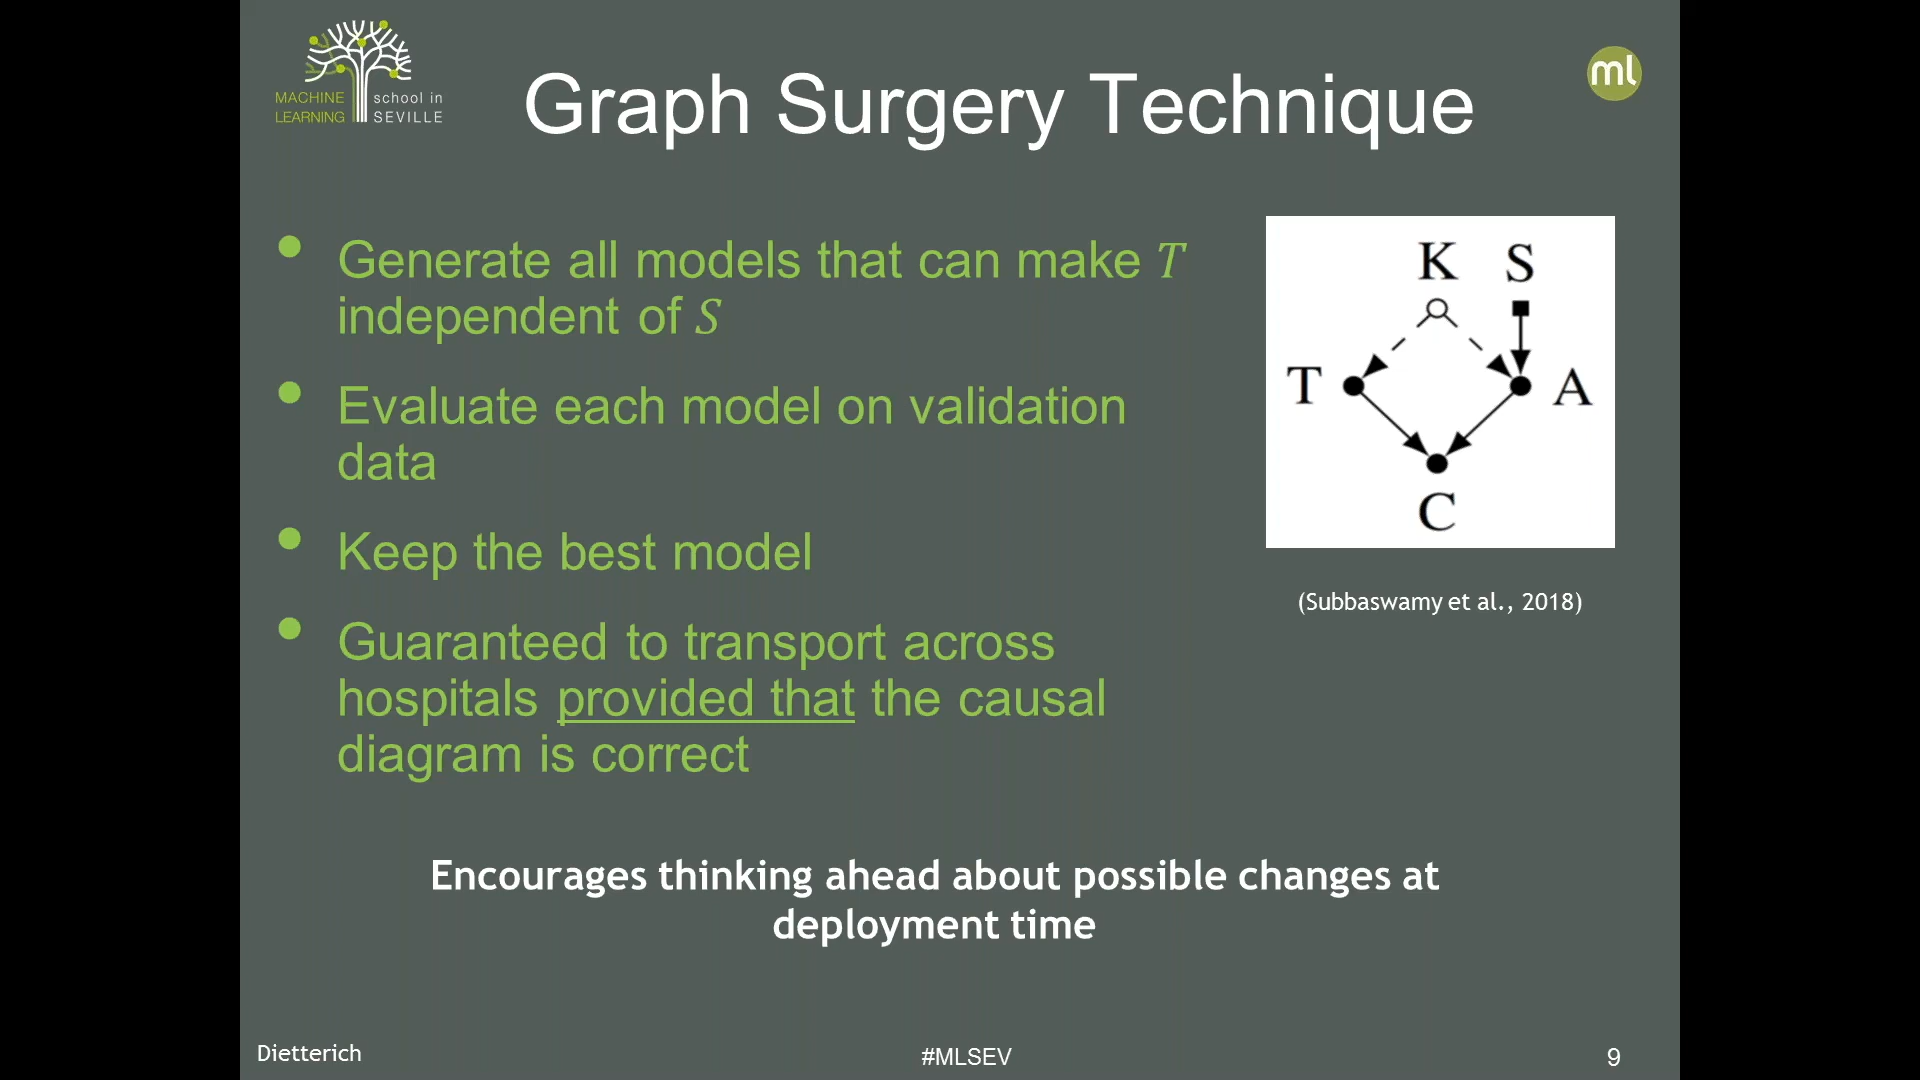 MACHINE school in
LEARNING SEVILLE
ml
Graph Surgery Technique
• Generate all models that can make T
independent of S
• Evaluate each model on validation
data
• Keep the best model
• Guaranteed to transport across
hospitals provided that the causal
diagram is correct
K S
T A
C
(Subbaswamy et al., 2018)
Encourages thinking ahead about possible changes at
deployment time
Dietterich
#MLSEV
9